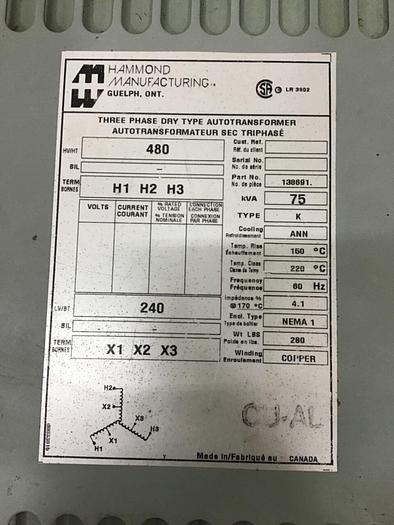 HAMMOND
MANUFACTURING
GUELPH, ONT.
LR 3902
THREE PHASE DRY TYPE AUTOTRANSFORMER
AUTOTRANSFORMATEUR SEC TRIPHASÉ
HV/HT 480
BIL –
TERM BORNES H1 H2 H3
VOLTS
CURRENT COURANT
% RATED VOLTAGE
% TENSION NOMINALE
CONNECTION EACH PHASE
CONNEXION PAR PHASE
LV/BT 240
BIL –
TERM BORNES X1 X2 X3
Cust. Ref.
Réf. du client
Serial No.
No. de série
Part No. 138691.
No. de pièce
kVA 75
TYPE K
Cooling ANN
Refroidissement
Temp. Rise 150 °C
Échauffement
Temp. Class 220 °C
Frequency 60 Hz
Fréquence
Impédance % 4.1
@ 170 °C
Encl. Type NEMA 1
Type de boîtier
Wt LBS 280
Poids en lbs.
Winding COPPER
Enroulement
H2
X2
X3
X1
H1
H3
CU-AL
Made in/Fabriqué au CANADA